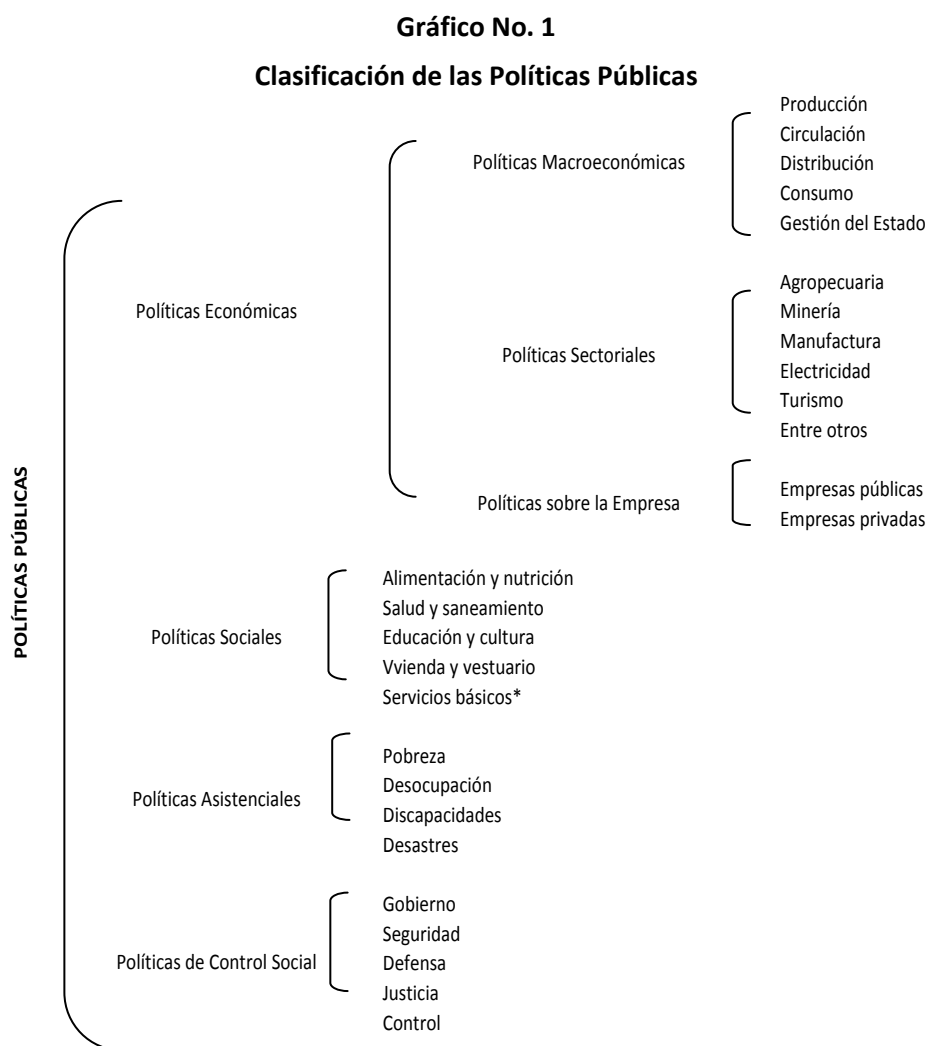 Gráfico No. 1
Clasificación de las Políticas Públicas
POLÍTICAS PÚBLICAS
Políticas Económicas
Políticas Macroeconómicas
Producción
Circulación
Distribución
Consumo
Gestión del Estado
Políticas Sectoriales
Agropecuaria
Minería
Manufactura
Electricidad
Turismo
Entre otros
Políticas sobre la Empresa
Empresas públicas
Empresas privadas
Políticas Sociales
Alimentación y nutrición
Salud y saneamiento
Educación y cultura
Vvienda y vestuario
Servicios básicos*
Políticas Asistenciales
Pobreza
Desocupación
Discapacidades
Desastres
Políticas de Control Social
Gobierno
Seguridad
Defensa
Justicia
Control